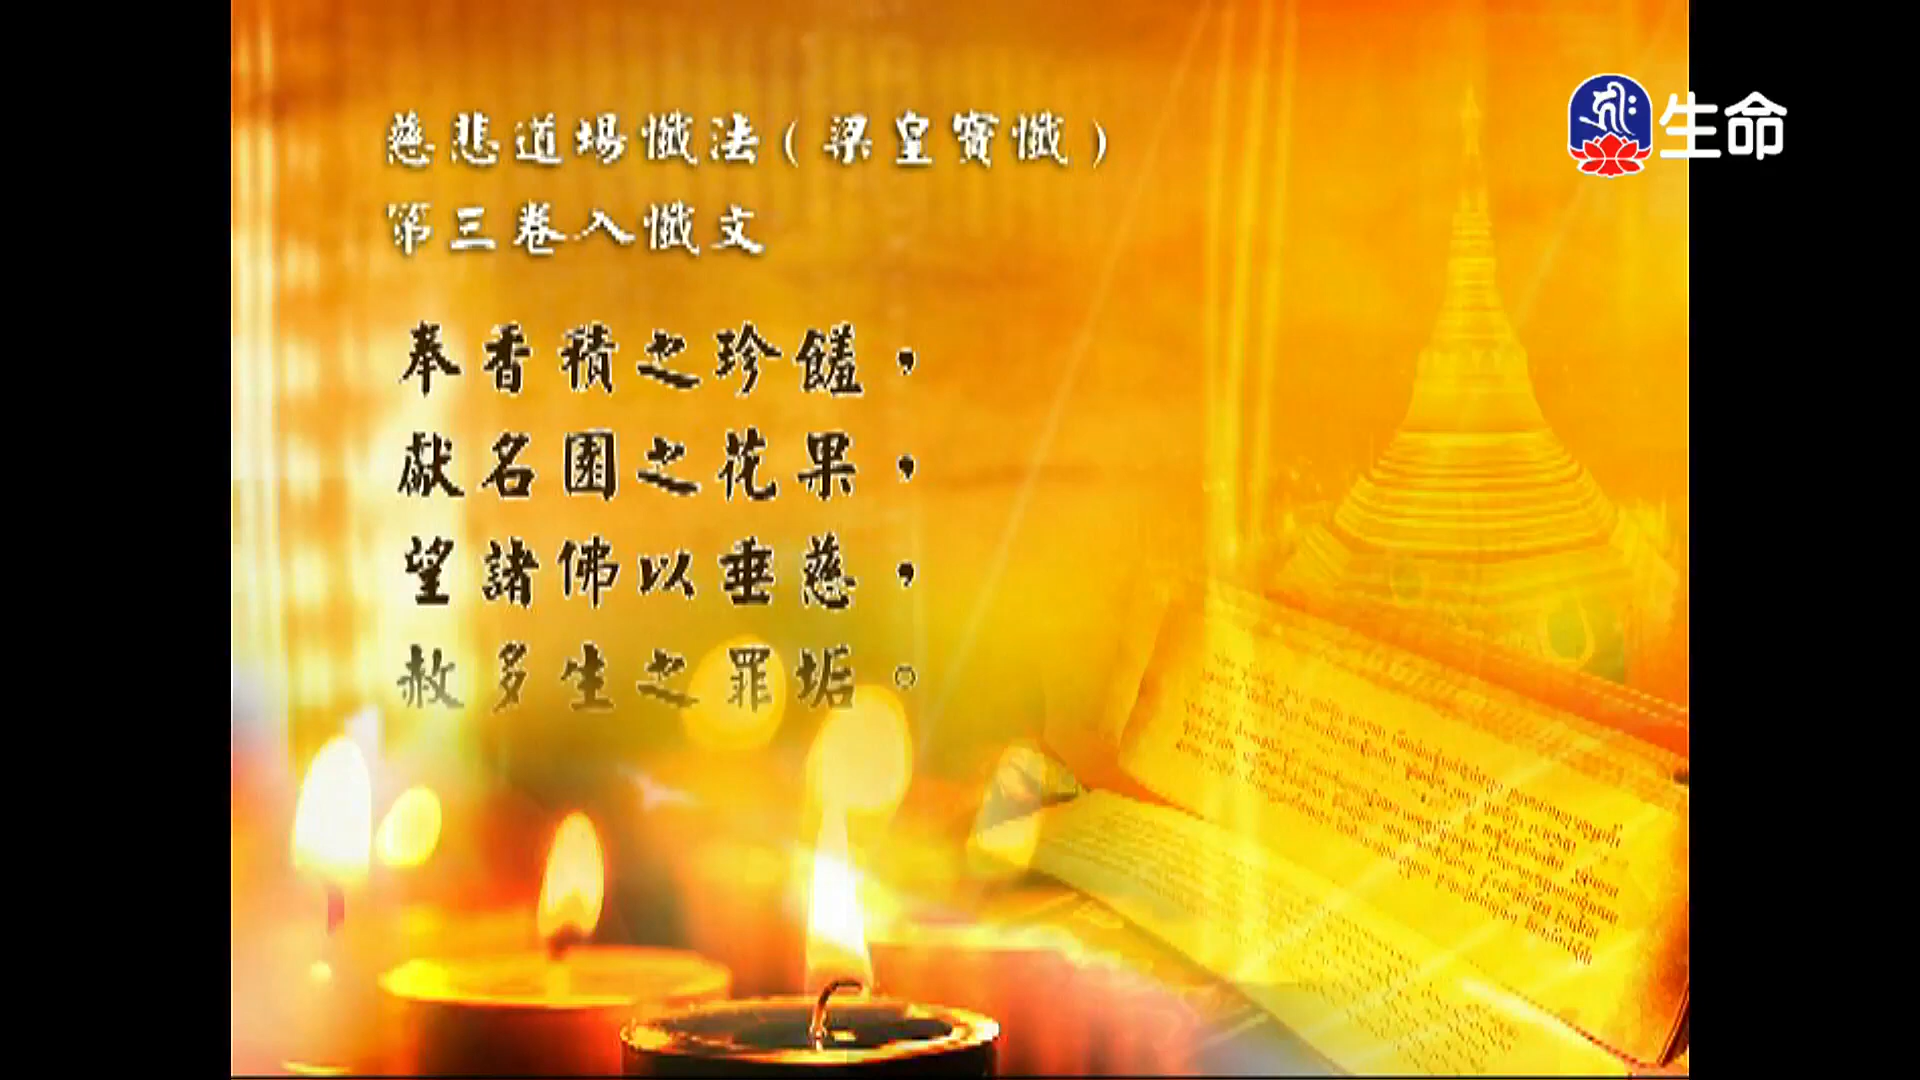 慈悲道場懺法(梁皇寶懺)
第三卷入懺文
奉香積之珍饈,
獻名園之花果,
望諸佛以垂慈,
赦多生之罪垢。
生命